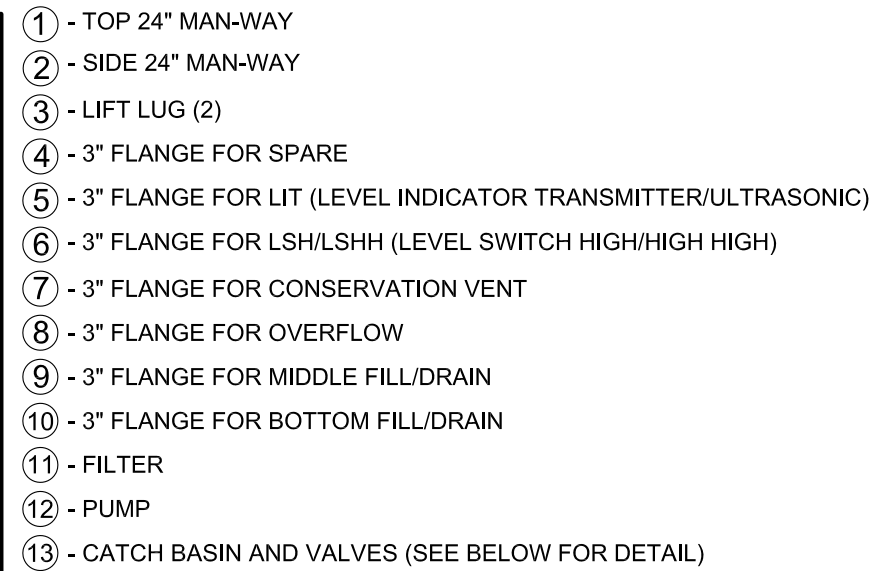 1 - TOP 24" MAN-WAY
2 - SIDE 24" MAN-WAY
3 - LIFT LUG (2)
4 - 3" FLANGE FOR SPARE
5 - 3" FLANGE FOR LIT (LEVEL INDICATOR TRANSMITTER/ULTRASONIC)
6 - 3" FLANGE FOR LSH/LSHH (LEVEL SWITCH HIGH/HIGH HIGH)
7 - 3" FLANGE FOR CONSERVATION VENT
8 - 3" FLANGE FOR OVERFLOW
9 - 3" FLANGE FOR MIDDLE FILL/DRAIN
10 - 3" FLANGE FOR BOTTOM FILL/DRAIN
11 - FILTER
12 - PUMP
13 - CATCH BASIN AND VALVES (SEE BELOW FOR DETAIL)